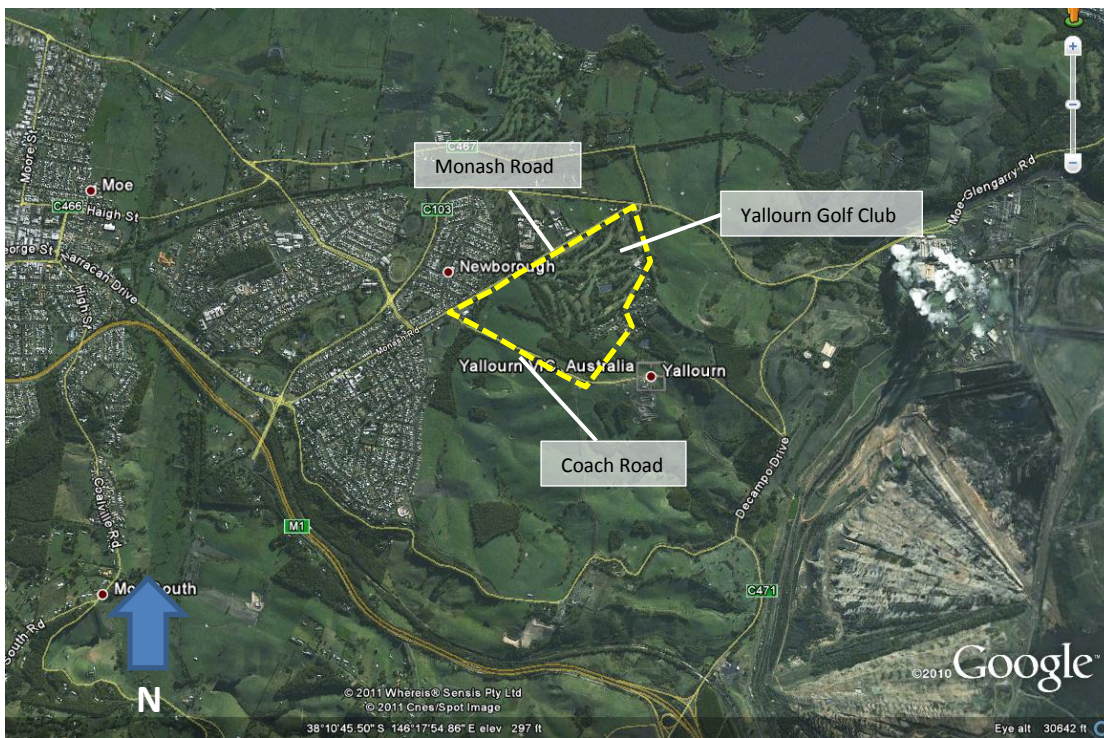 C467
Monash Road
Moore St
Moe
C466
Haigh St
C103
Yallourn Golf Club
Moe-Glengarry Rd
George St
Narracan Drive
High St
Newborough
Monash Rd
Yallourn VIC, Australia
Yallourn
Coach Road
Decampo Drive
Coalville Rd
M1
Moe South
C471
South Rd
N
©2010 Google™
© 2011 Whereis® Sensis Pty Ltd
© 2011 Cnes/Spot Image
38°10'45.50" S 146°17'54.86" E elev 297 ft
Eye alt 30642 ft